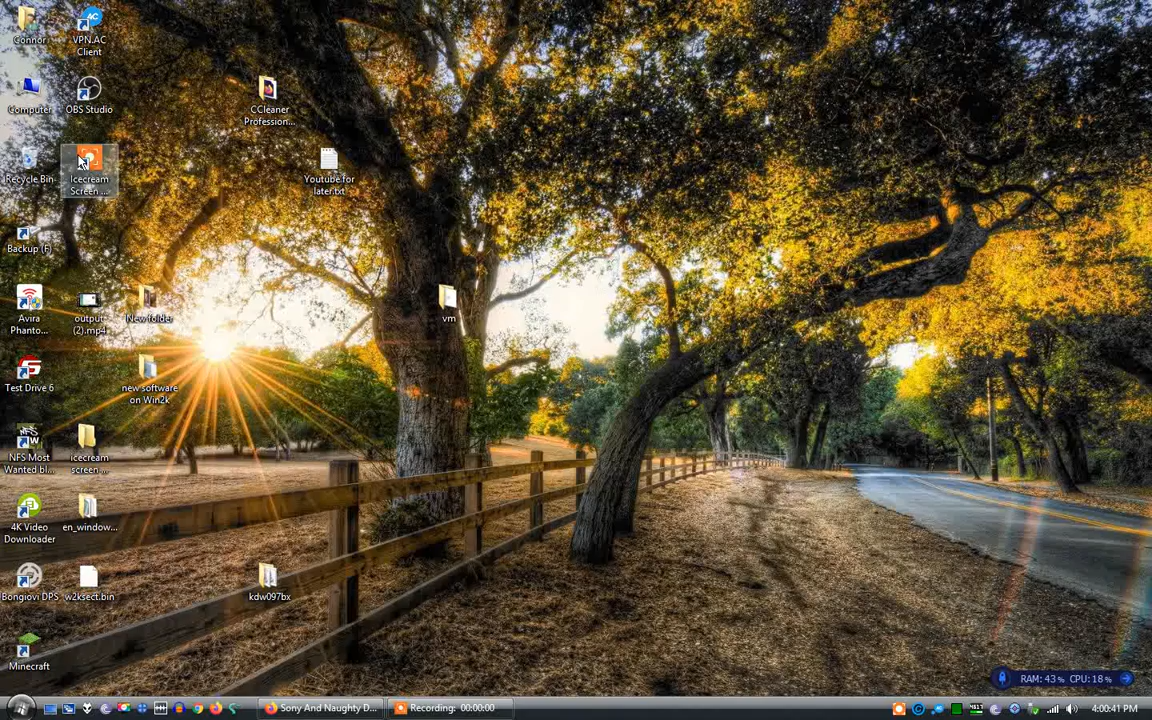 Connor
VPN.AC
Client
Computer
OBS Studio
CCleaner
Profession...
Recycle Bin
Icecream
Screen ...
Youtube for
later.txt
Backup (F)
Avira
Phanto...
output
(2).mp4
New folder
vm
Test Drive 6
new software
on Win2k
NFS Most
Wanted bl...
icecream
screen ...
4K Video
Downloader
en_window...
Bongiovi DPS
w2ksect.bin
kdw097bx
Minecraft
RAM: 43% CPU: 18%
Sony And Naughty D...
Recording: 00:00:00
4:00:41 PM